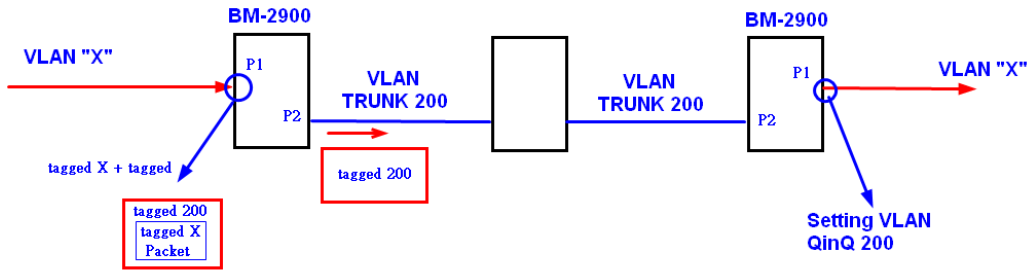 BM-2900
BM-2900
VLAN "X"
P1
P2
VLAN
TRUNK 200
VLAN
TRUNK 200
P1
P2
VLAN "X"
tagged X + tagged
tagged 200
tagged X
Packet
tagged 200
Setting VLAN
QinQ 200